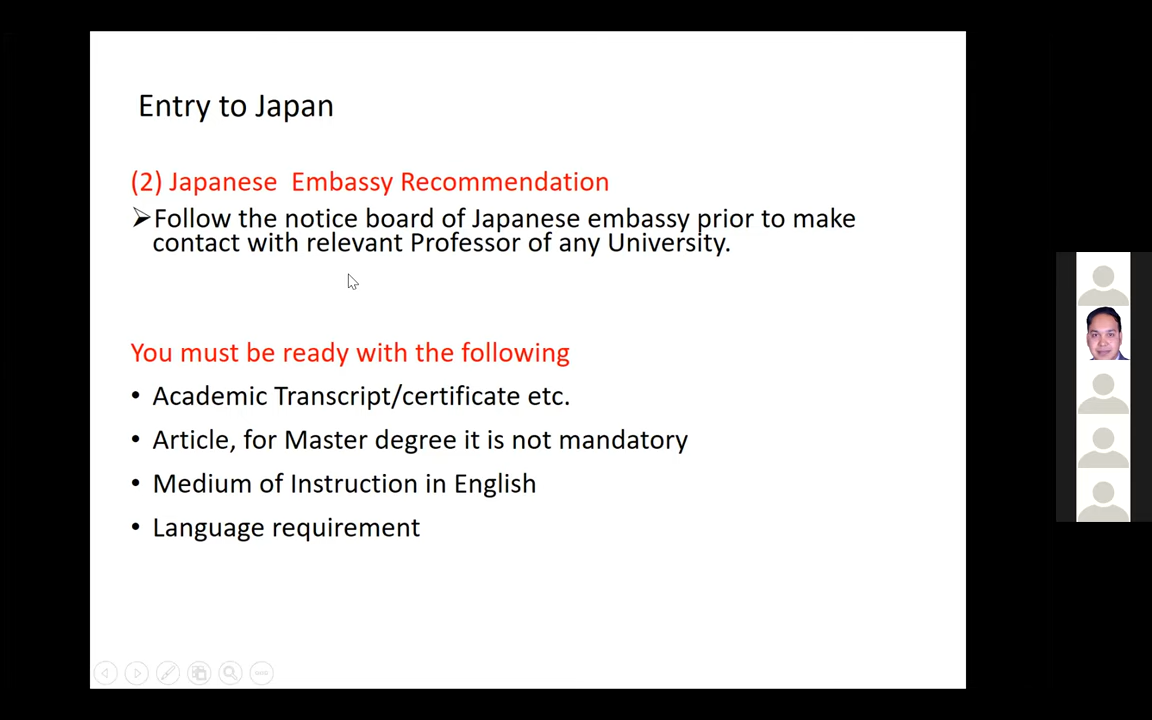 Entry to Japan
(2) Japanese Embassy Recommendation
➢Follow the notice board of Japanese embassy prior to make
contact with relevant Professor of any University.
You must be ready with the following
• Academic Transcript/certificate etc.
• Article, for Master degree it is not mandatory
• Medium of Instruction in English
• Language requirement